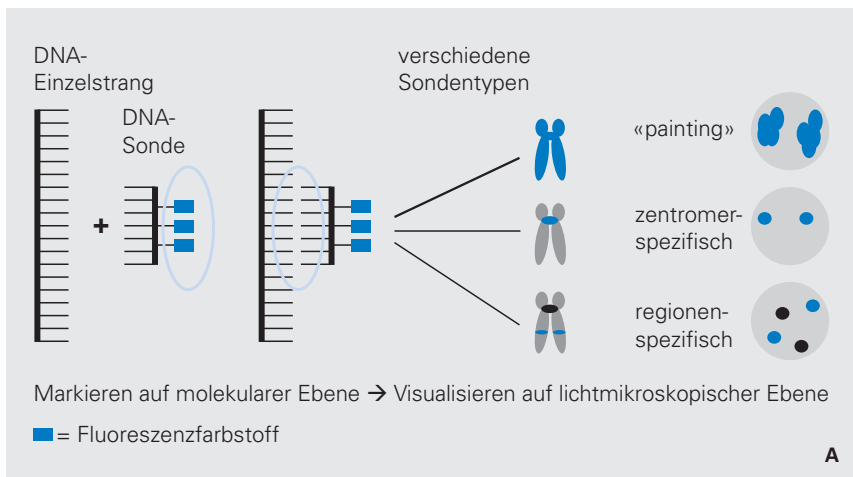 DNA-
Einzelstrang
DNA-
Sonde
+
verschiedene
Sondentypen
«painting»
zentromer-
spezifisch
regionen-
spezifisch
Markieren auf molekularer Ebene → Visualisieren auf lichtmikroskopischer Ebene
= Fluoreszenzfarbstoff
A